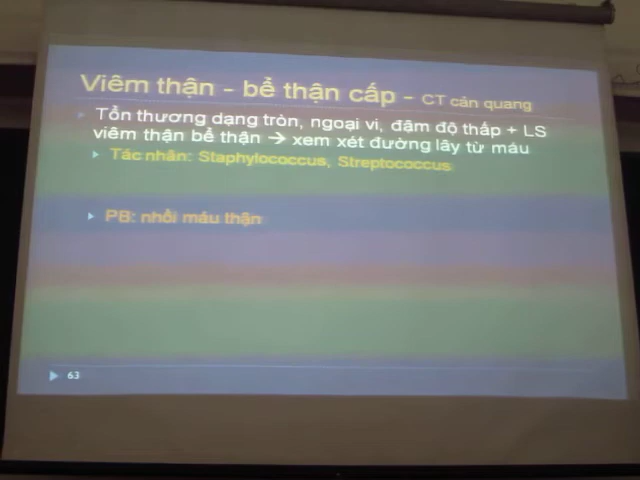 Viêm thận - bể thận cấp - CT cản quang
Tổn thương dạng tròn, ngoại vi, đậm độ thấp + LS
viêm thận bể thận → xem xét đường lây từ máu
Tác nhân: Staphylococcus, Streptococcus
PB: nhồi máu thận
63